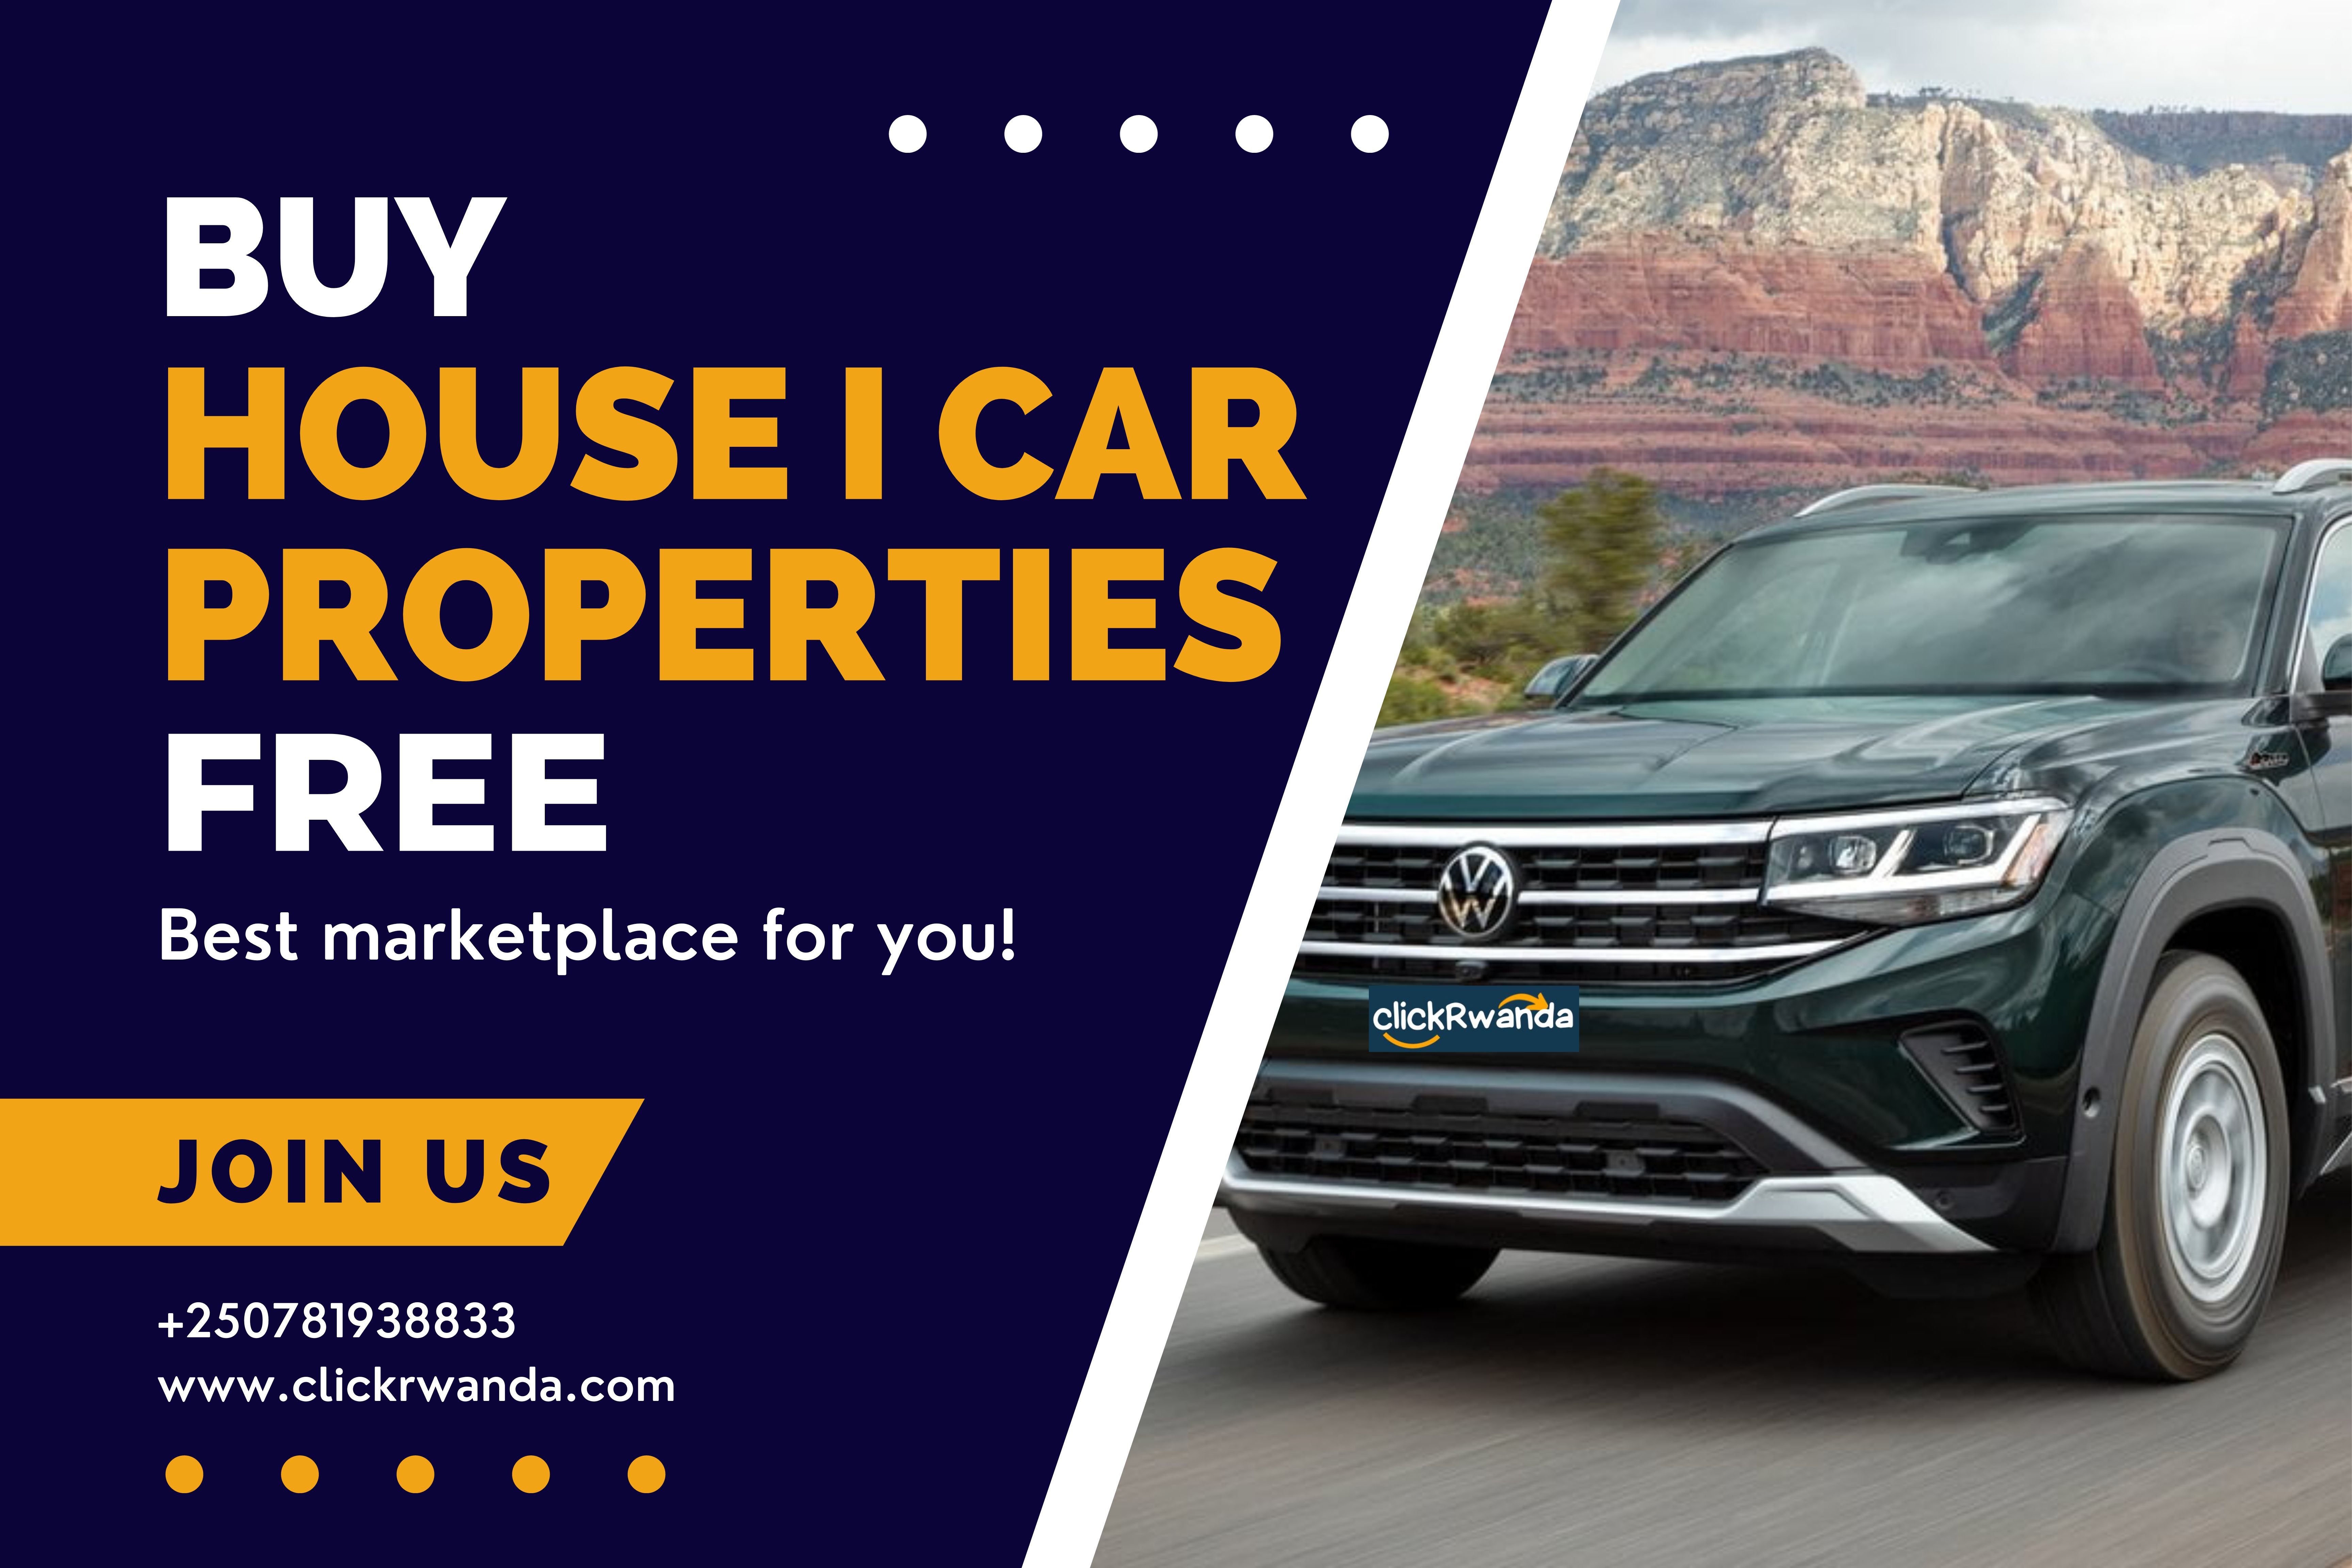 BUY
HOUSE I CAR
PROPERTIES
FREE
Best marketplace for you!
JOIN US
+250781938833
www.clickrwanda.com
clickRwanda